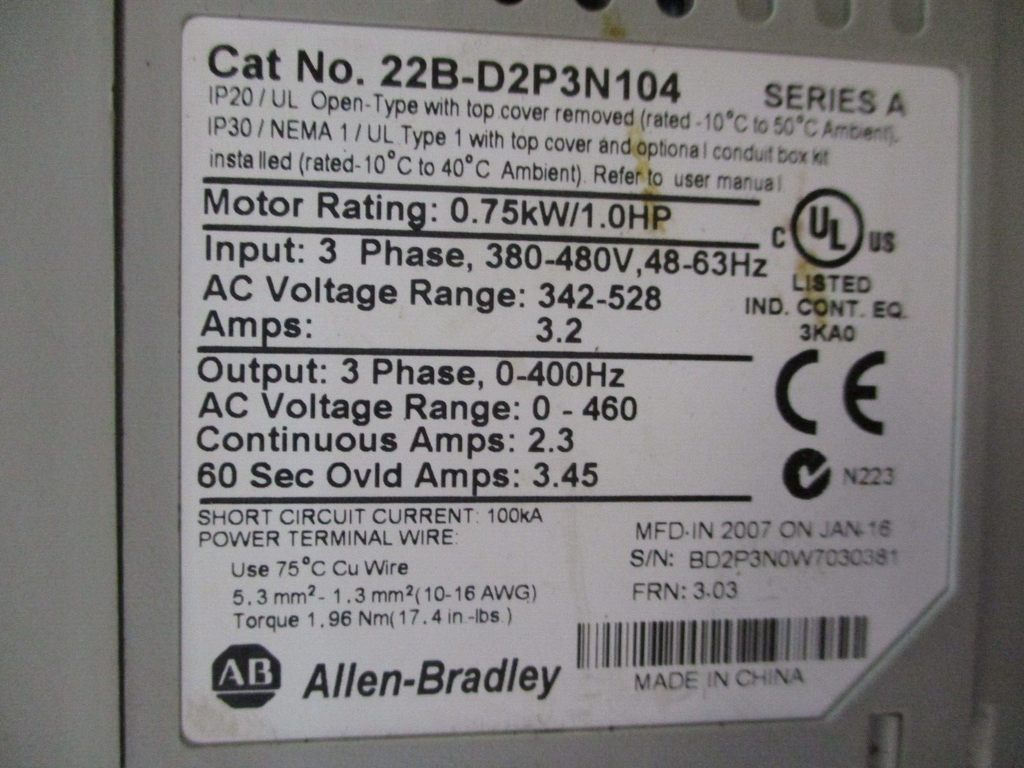 Cat No. 22B-D2P3N104 SERIES A
IP20 / UL Open-Type with top cover removed (rated -10°C to 50°C Ambient).
IP30 / NEMA 1 / UL Type 1 with top cover and optional conduit box kit
installed (rated-10°C to 40°C Ambient). Refer to user manual
Motor Rating: 0.75kW/1.0HP
Input: 3 Phase, 380-480V,48-63Hz
AC Voltage Range: 342-528
Amps: 3.2
C UL US
LISTED
IND. CONT. EQ.
3KA0
Output: 3 Phase, 0-400Hz
AC Voltage Range: 0 - 460
Continuous Amps: 2.3
60 Sec Ovld Amps: 3.45
CE
N223
SHORT CIRCUIT CURRENT: 100kA
POWER TERMINAL WIRE:
Use 75°C Cu Wire
5.3 mm²- 1.3 mm²(10-16 AWG)
Torque 1.96 Nm(17.4 in.-lbs.)
MFD-IN 2007 ON JAN-16
S/N: BD2P3N0W7030381
FRN: 3.03
AB Allen-Bradley
MADE IN CHINA